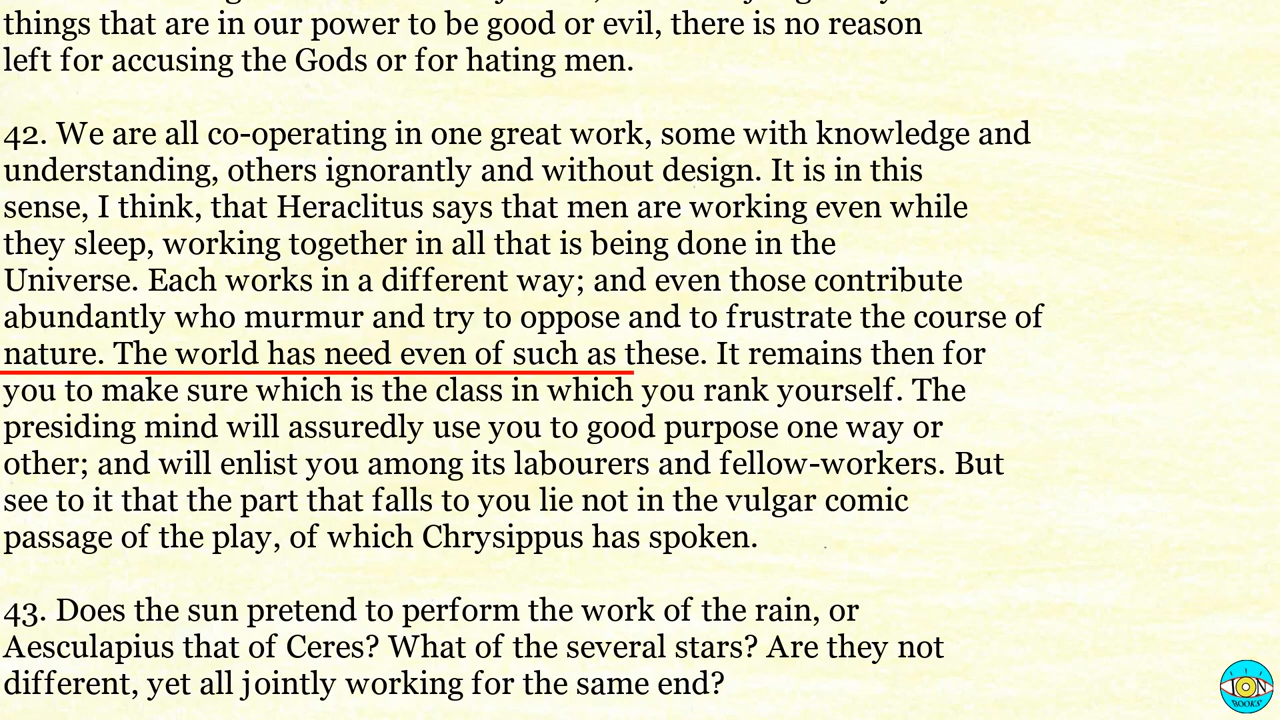 things that are in our power to be good or evil, there is no reason
left for accusing the Gods or for hating men.
42. We are all co-operating in one great work, some with knowledge and
understanding, others ignorantly and without design. It is in this
sense, I think, that Heraclitus says that men are working even while
they sleep, working together in all that is being done in the
Universe. Each works in a different way; and even those contribute
abundantly who murmur and try to oppose and to frustrate the course of
nature. The world has need even of such as these. It remains then for
you to make sure which is the class in which you rank yourself. The
presiding mind will assuredly use you to good purpose one way or
other; and will enlist you among its labourers and fellow-workers. But
see to it that the part that falls to you lie not in the vulgar comic
passage of the play, of which Chrysippus has spoken.
43. Does the sun pretend to perform the work of the rain, or
Aesculapius that of Ceres? What of the several stars? Are they not
different, yet all jointly working for the same end?
ION
BOOKS